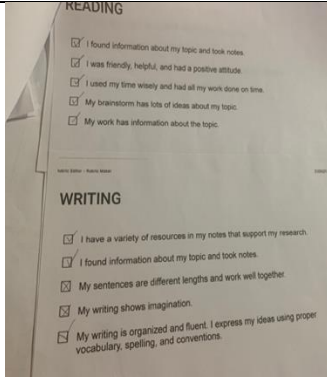 READING
I found information about my topic and took notes.
I was friendly, helpful, and had a positive attitude.
I used my time wisely and had all my work done on time.
My brainstorm has lots of ideas about my topic.
My work has information about the topic.
WRITING
I have a variety of resources in my notes that support my research.
I found information about my topic and took notes.
My sentences are different lengths and work well together.
My writing shows imagination.
My writing is organized and fluent. I express my ideas using proper
vocabulary, spelling, and conventions.